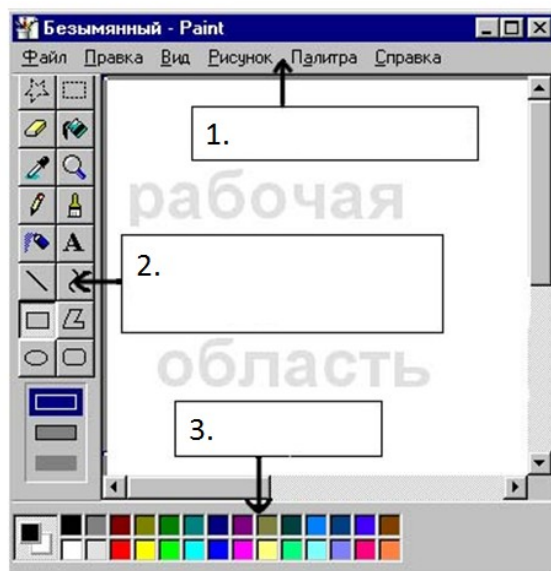 Безымянный - Paint
Файл Правка Вид Рисунок Палитра Справка
1.
рабочая
A
2.
область
3.